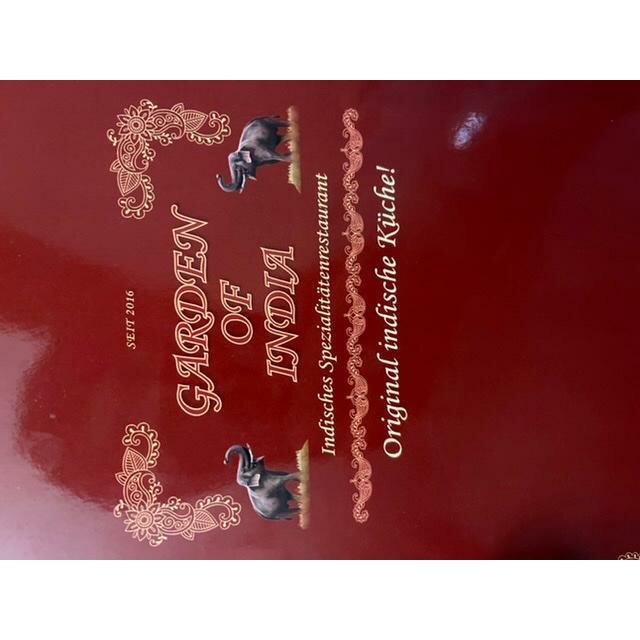 SEIT 2016
GARDEN
OF
INDIA
Indisches Spezialitätenrestaurant
Original indische Küche!